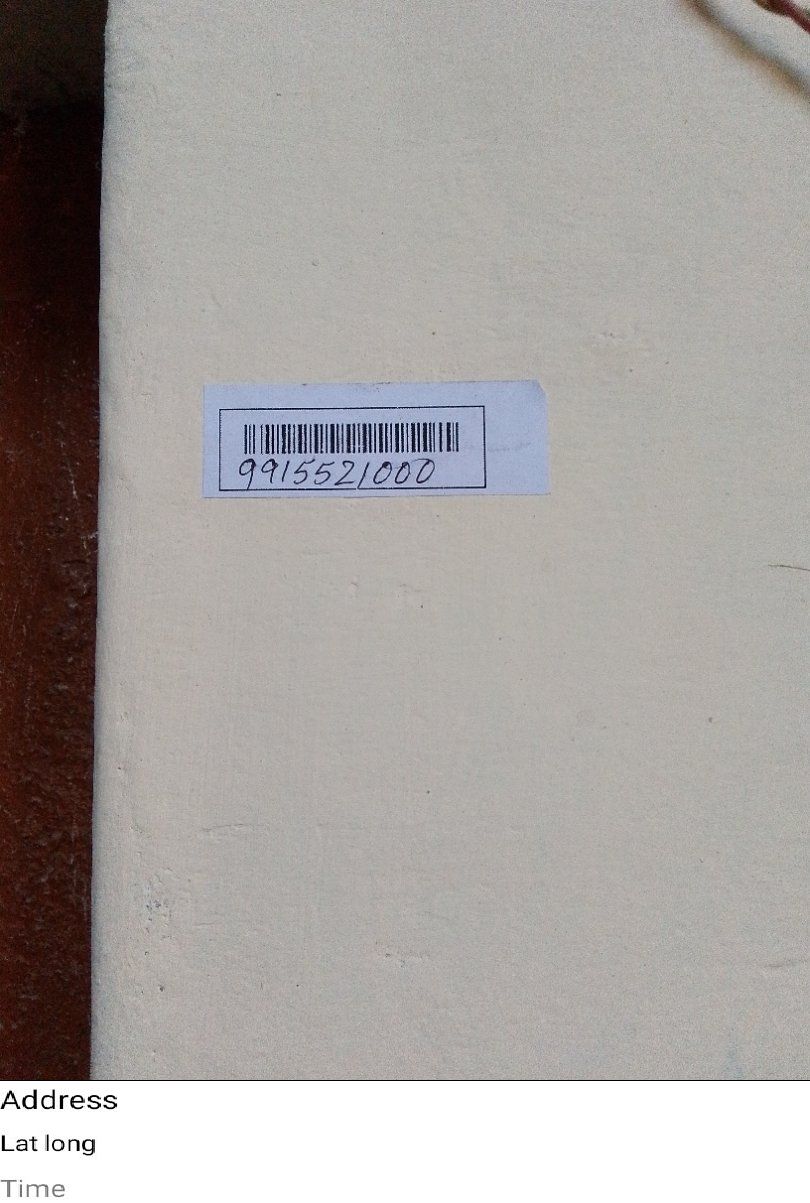 9915521000
Address
Lat long
Time